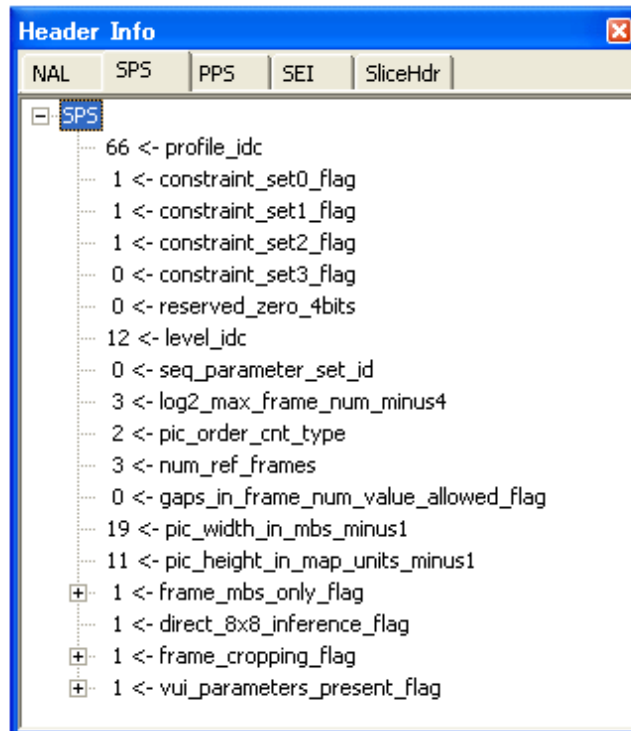 Header Info
NAL SPS PPS SEI SliceHdr
SPS
66 <- profile_idc
1 <- constraint_set0_flag
1 <- constraint_set1_flag
1 <- constraint_set2_flag
0 <- constraint_set3_flag
0 <- reserved_zero_4bits
12 <- level_idc
0 <- seq_parameter_set_id
3 <- log2_max_frame_num_minus4
2 <- pic_order_cnt_type
3 <- num_ref_frames
0 <- gaps_in_frame_num_value_allowed_flag
19 <- pic_width_in_mbs_minus1
11 <- pic_height_in_map_units_minus1
1 <- frame_mbs_only_flag
1 <- direct_8x8_inference_flag
1 <- frame_cropping_flag
1 <- vui_parameters_present_flag